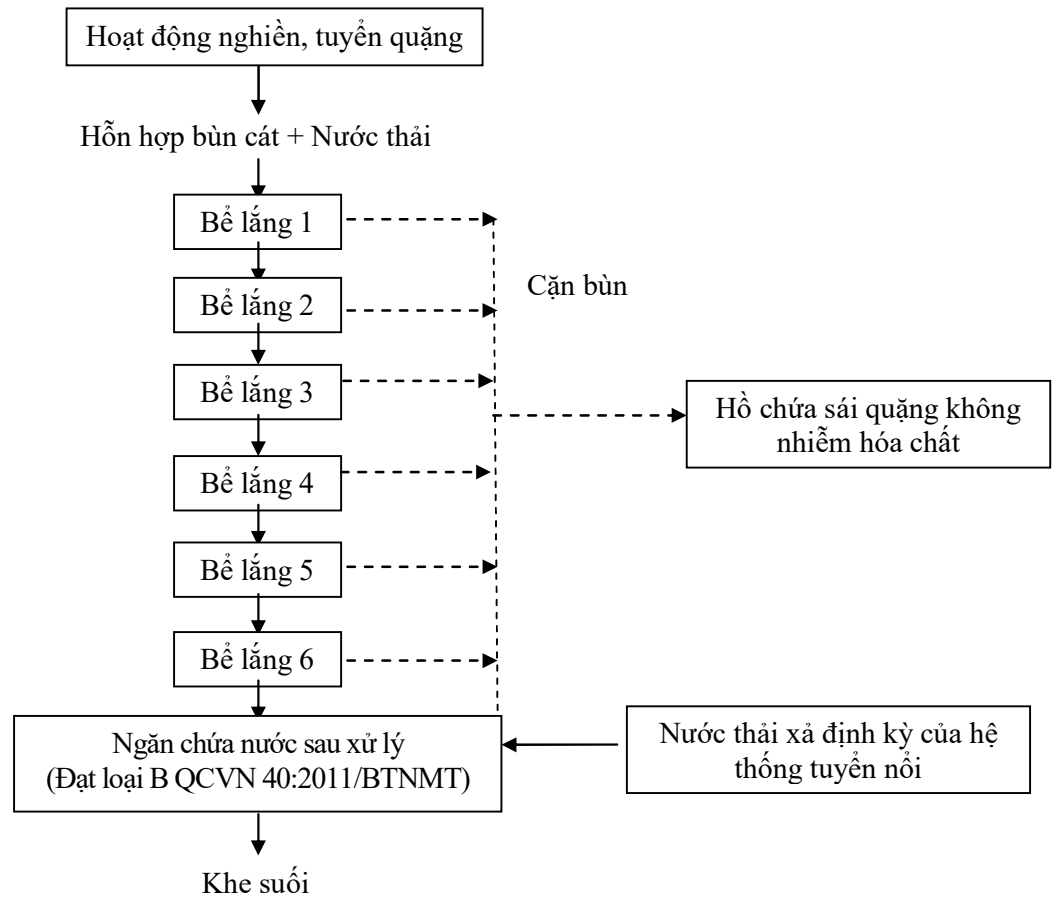 Hoạt động nghiền, tuyển quặng
Hỗn hợp bùn cát + Nước thải
Bể lắng 1
Bể lắng 2
Cặn bùn
Bể lắng 3
Hồ chứa sái quặng không
nhiễm hóa chất
Bể lắng 4
Bể lắng 5
Bể lắng 6
Ngăn chứa nước sau xử lý
(Đạt loại B QCVN 40:2011/BTNMT)
Nước thải xả định kỳ của hệ
thống tuyển nổi
Khe suối